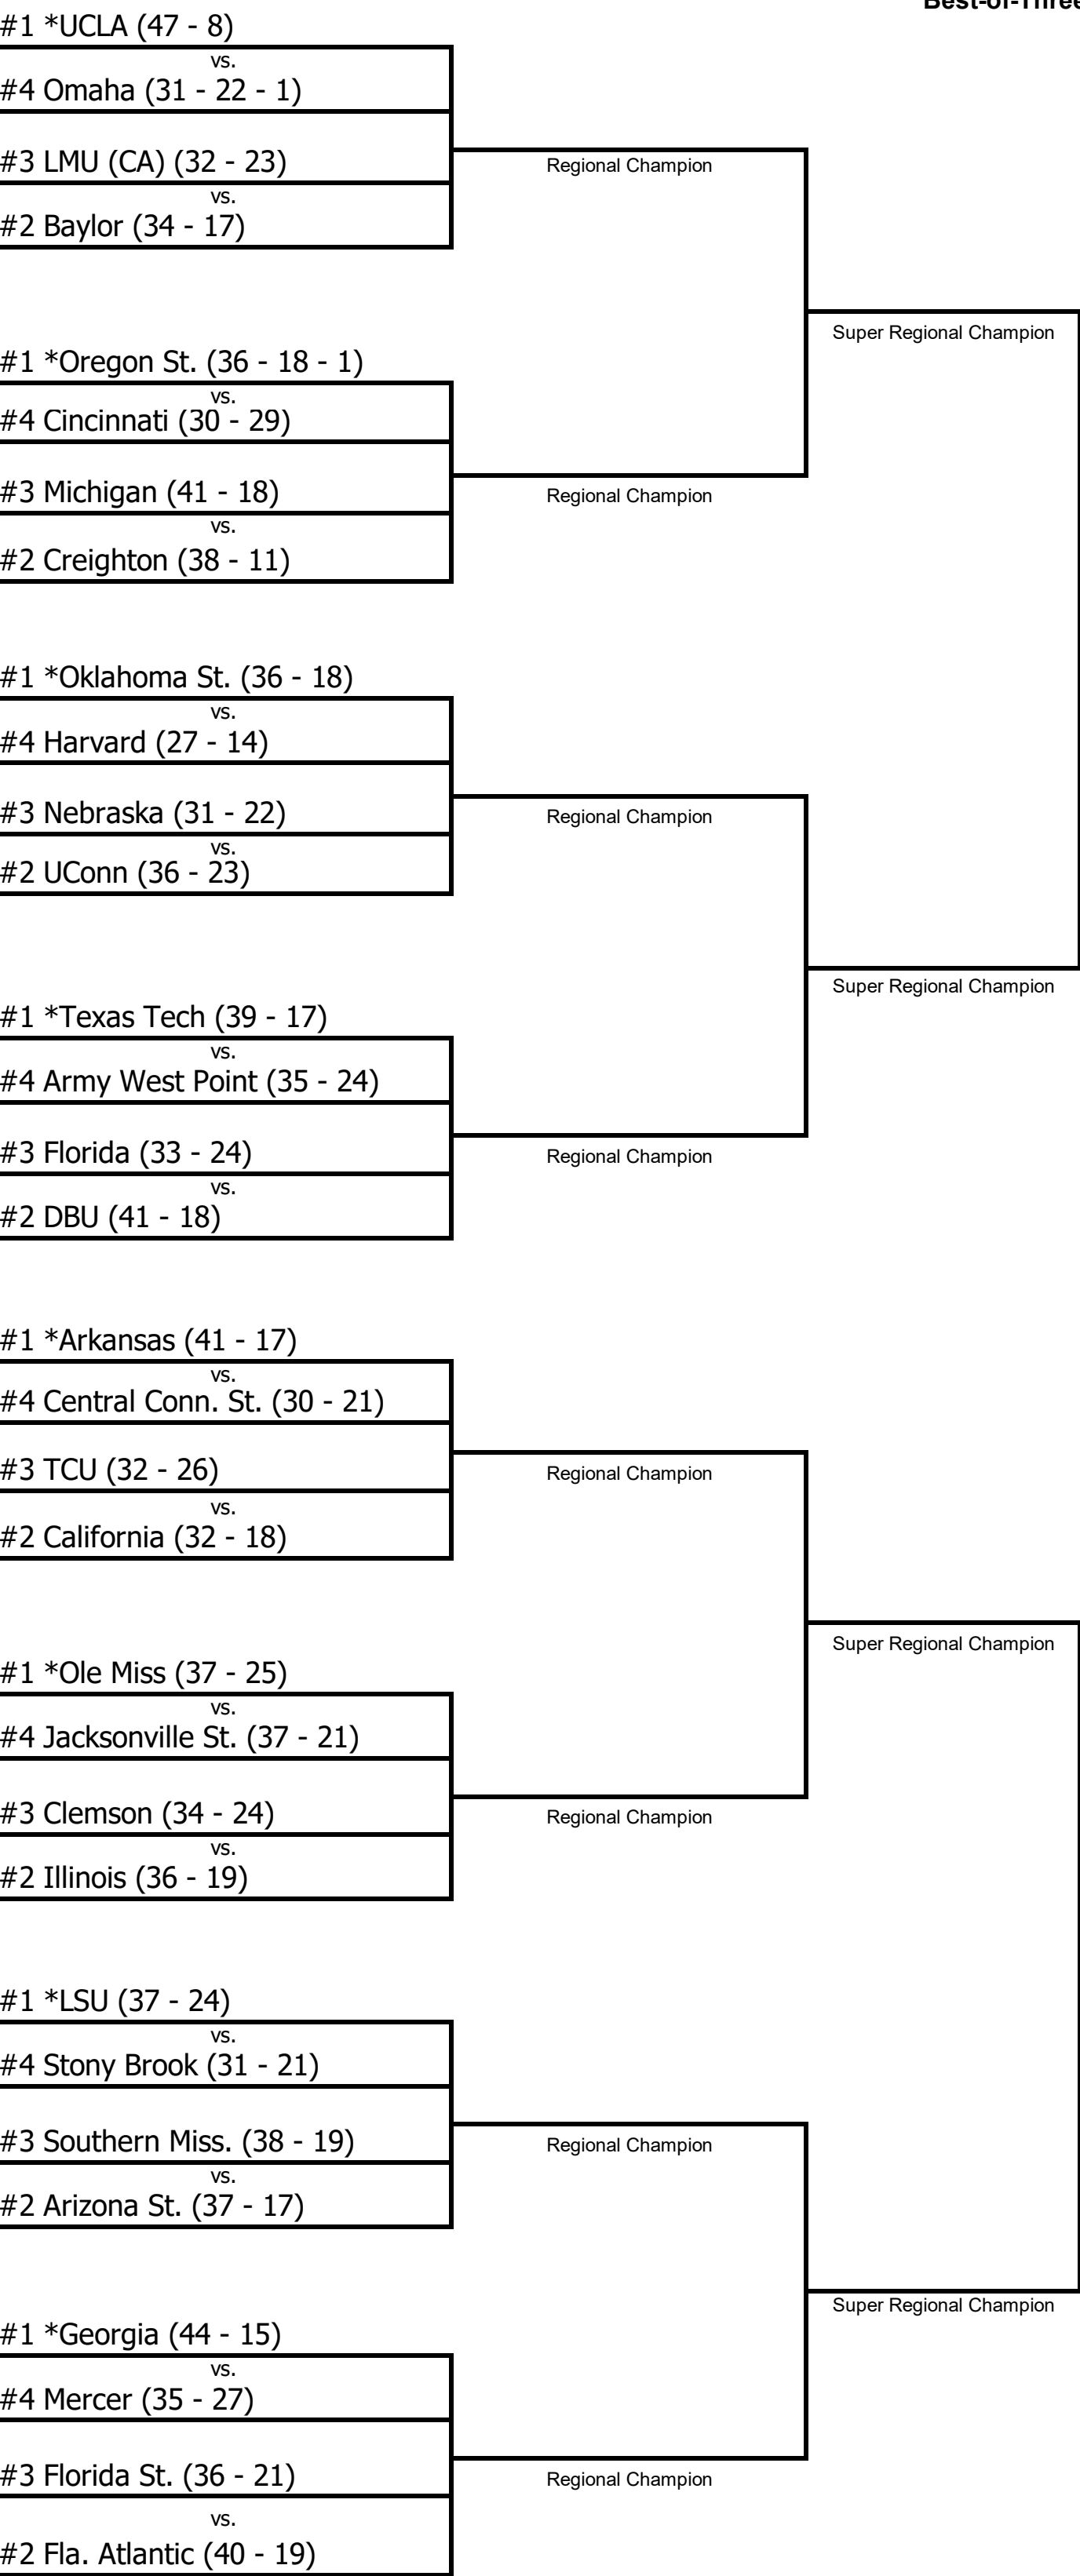 Best-of-Three
#1 *UCLA (47 - 8)
vs.
#4 Omaha (31 - 22 - 1)
#3 LMU (CA) (32 - 23)
Regional Champion
vs.
#2 Baylor (34 - 17)
Super Regional Champion
#1 *Oregon St. (36 - 18 - 1)
vs.
#4 Cincinnati (30 - 29)
#3 Michigan (41 - 18)
Regional Champion
vs.
#2 Creighton (38 - 11)
#1 *Oklahoma St. (36 - 18)
vs.
#4 Harvard (27 - 14)
#3 Nebraska (31 - 22)
Regional Champion
vs.
#2 UConn (36 - 23)
Super Regional Champion
#1 *Texas Tech (39 - 17)
vs.
#4 Army West Point (35 - 24)
#3 Florida (33 - 24)
Regional Champion
vs.
#2 DBU (41 - 18)
#1 *Arkansas (41 - 17)
vs.
#4 Central Conn. St. (30 - 21)
#3 TCU (32 - 26)
Regional Champion
vs.
#2 California (32 - 18)
Super Regional Champion
#1 *Ole Miss (37 - 25)
vs.
#4 Jacksonville St. (37 - 21)
#3 Clemson (34 - 24)
Regional Champion
vs.
#2 Illinois (36 - 19)
#1 *LSU (37 - 24)
vs.
#4 Stony Brook (31 - 21)
#3 Southern Miss. (38 - 19)
Regional Champion
vs.
#2 Arizona St. (37 - 17)
Super Regional Champion
#1 *Georgia (44 - 15)
vs.
#4 Mercer (35 - 27)
#3 Florida St. (36 - 21)
Regional Champion
vs.
#2 Fla. Atlantic (40 - 19)